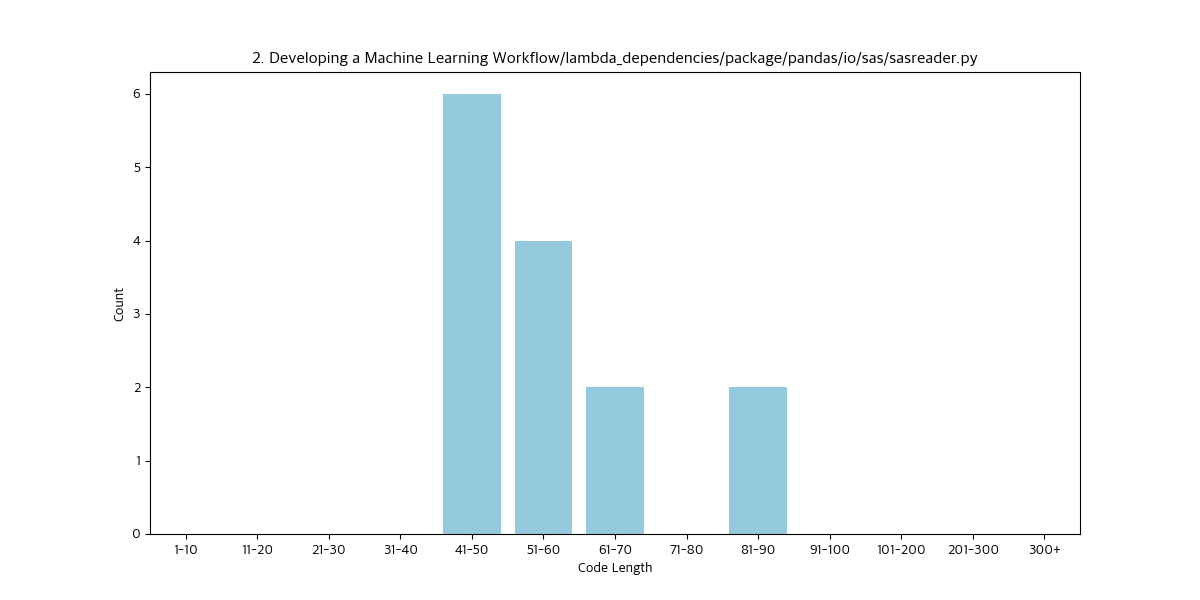 2. Developing a Machine Learning Workflow/lambda_dependencies/package/pandas/io/sas/sasreader.py
6
5
4
3
2
1
0
Count
1-10 11-20 21-30 31-40 41-50 51-60 61-70 71-80 81-90 91-100 101-200 201-300 300+
Code Length